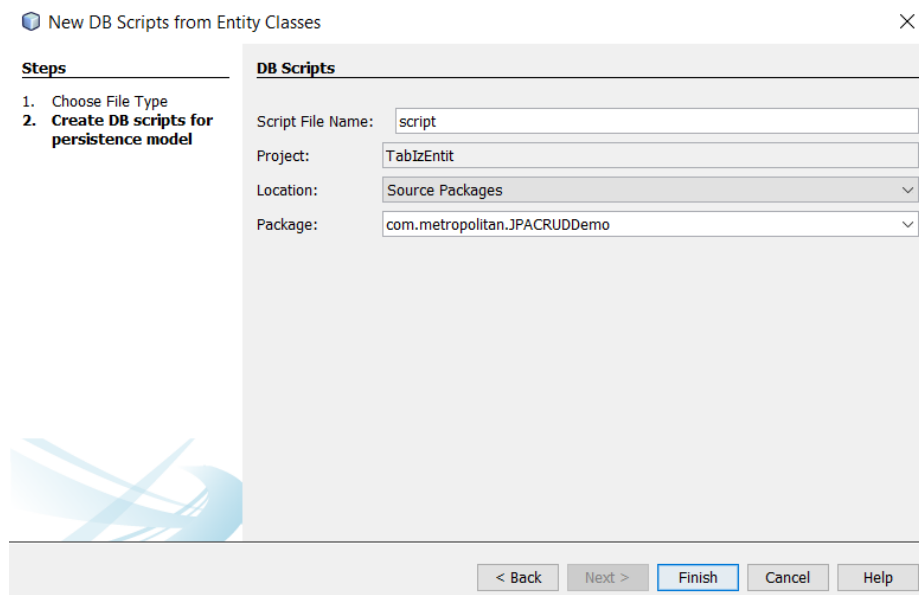 New DB Scripts from Entity Classes
Steps
1. Choose File Type
2. Create DB scripts for
persistence model
DB Scripts
Script File Name: script
Project: TabIzEntit
Location: Source Packages
Package: com.metropolitan.JPACRUDDemo
< Back Next > Finish Cancel Help